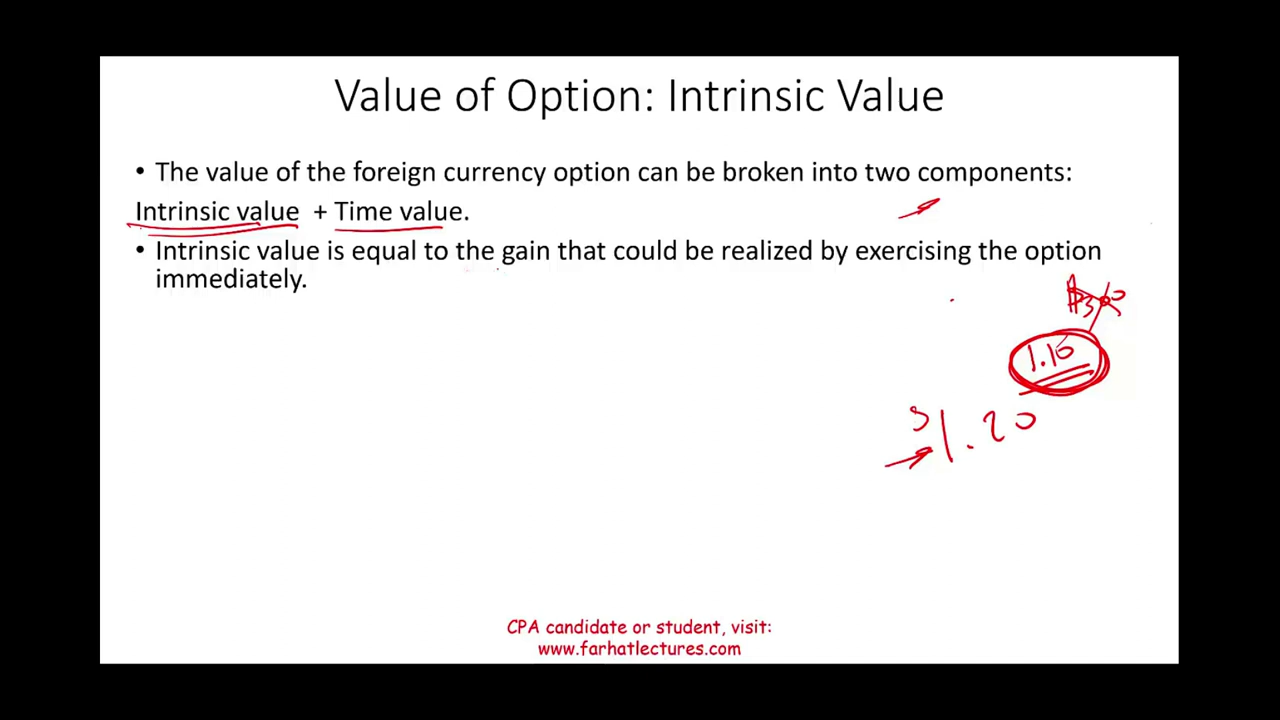 Value of Option: Intrinsic Value
• The value of the foreign currency option can be broken into two components:
Intrinsic value + Time value.
• Intrinsic value is equal to the gain that could be realized by exercising the option
immediately.
1.20
CPA candidate or student, visit:
www.farhatlectures.com